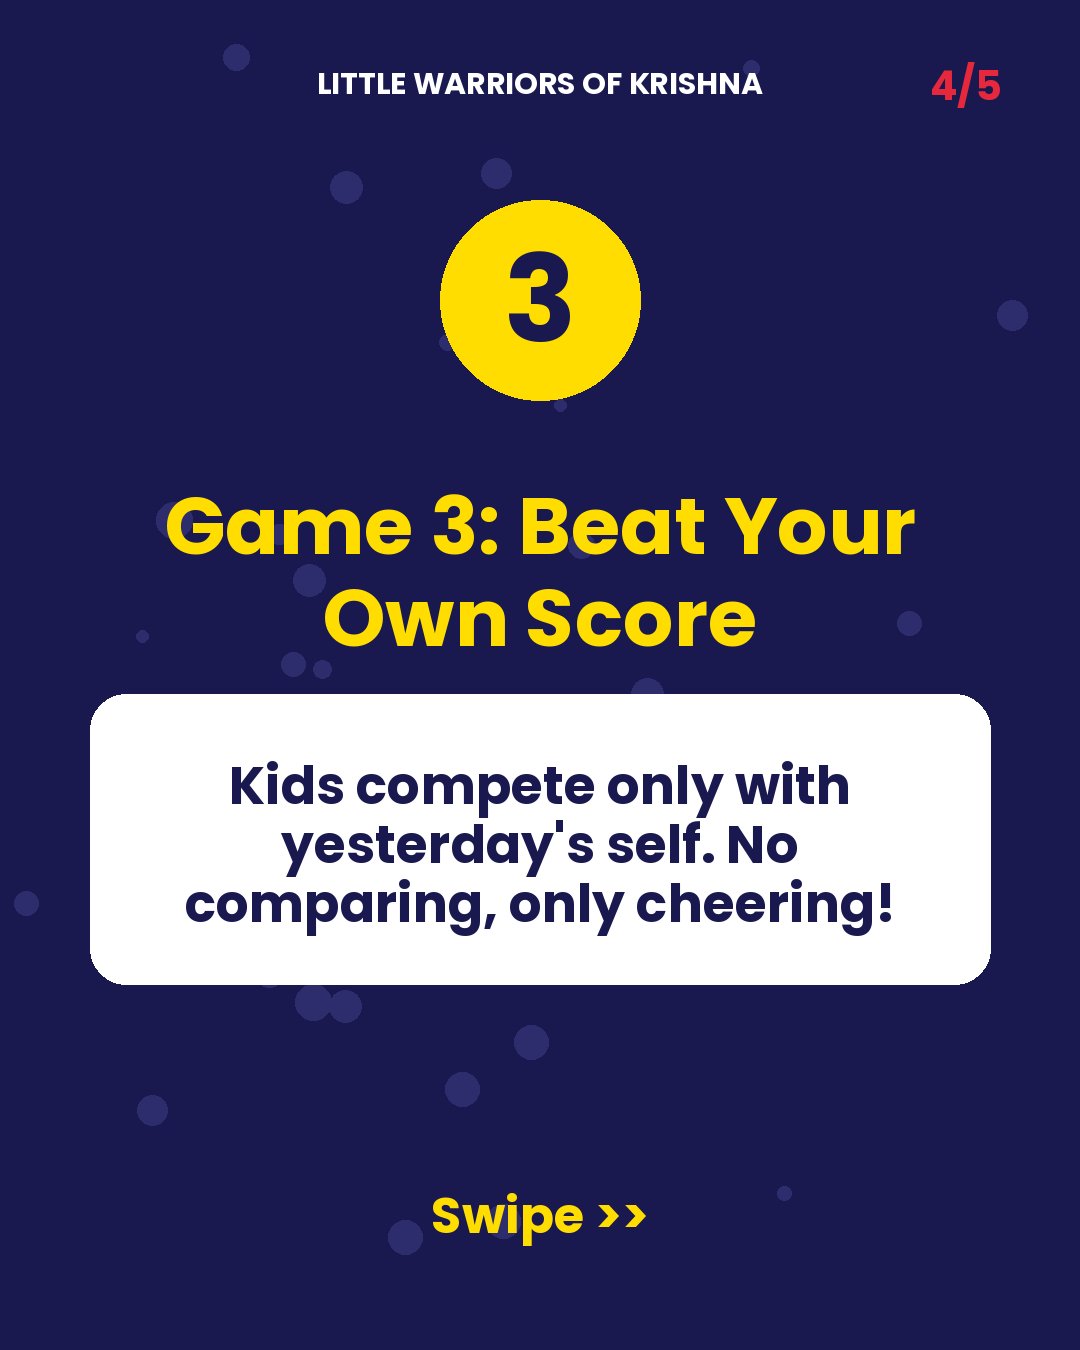 LITTLE WARRIORS OF KRISHNA
4/5
3
Game 3: Beat Your
Own Score
Kids compete only with
yesterday's self. No
comparing, only cheering!
Swipe >>